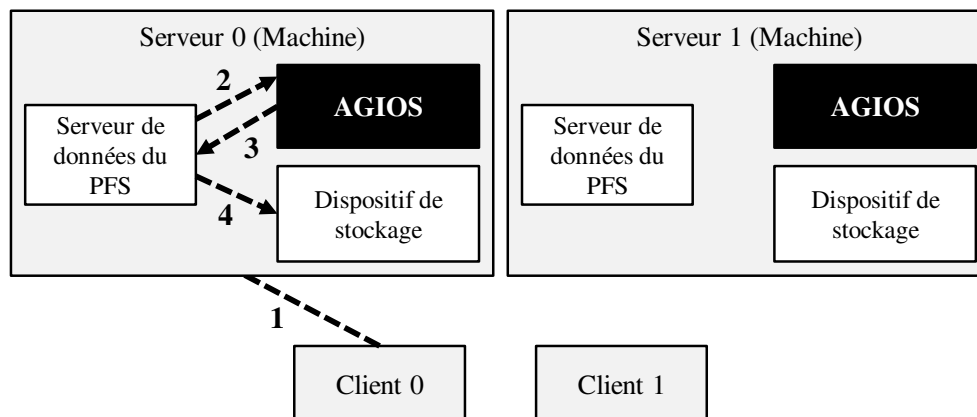 Serveur 0 (Machine)
2
AGIOS
Serveur de
données du
PFS
3
4
Dispositif de
stockage
Serveur 1 (Machine)
AGIOS
Serveur de
données du
PFS
Dispositif de
stockage
1
Client 0
Client 1